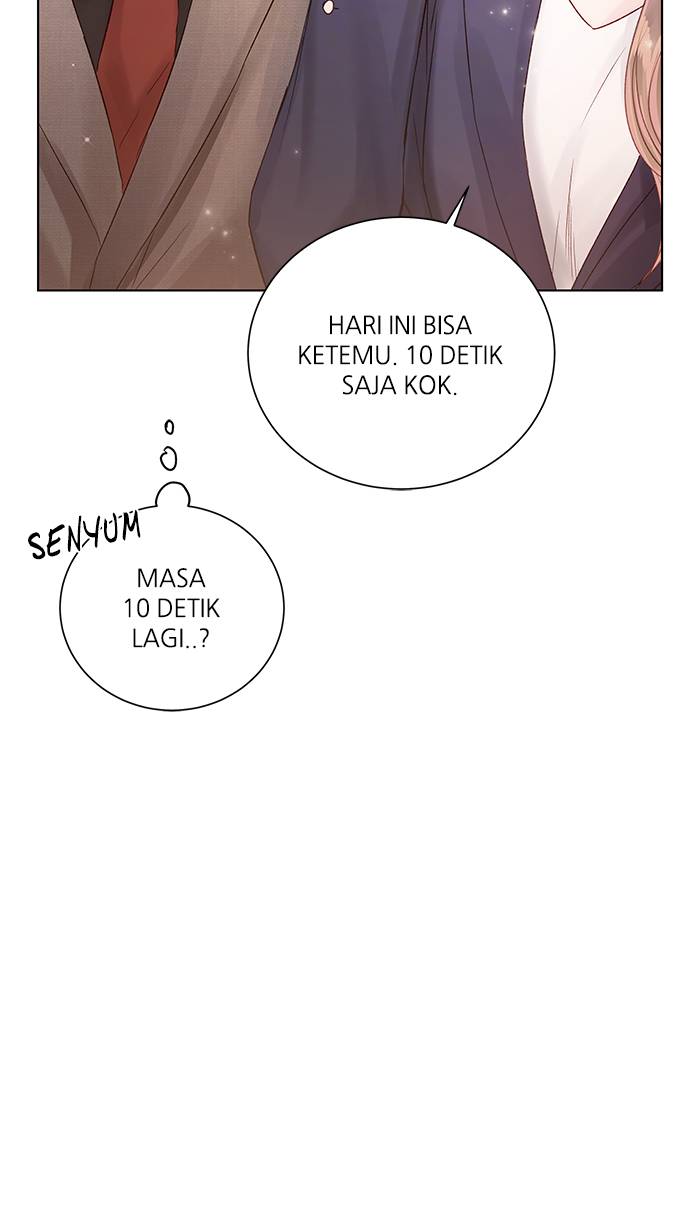 HARI INI BISA
KETEMU. 10 DETIK
SAJA KOK.
SENYUM
MASA
10 DETIK
LAGI..?